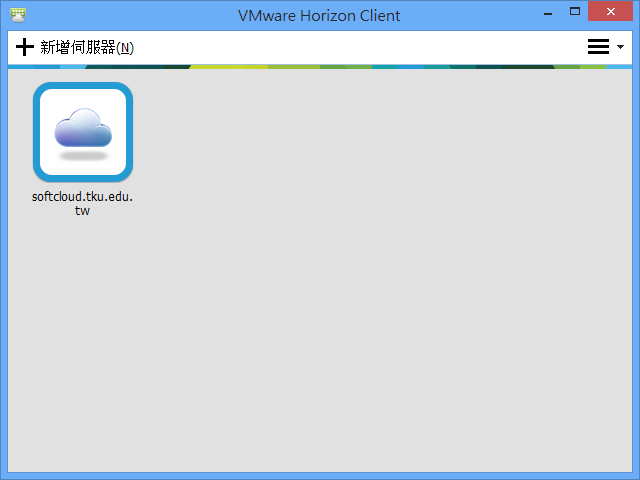 VMware Horizon Client
新增伺服器(N)
softcloud.tku.edu.
tw